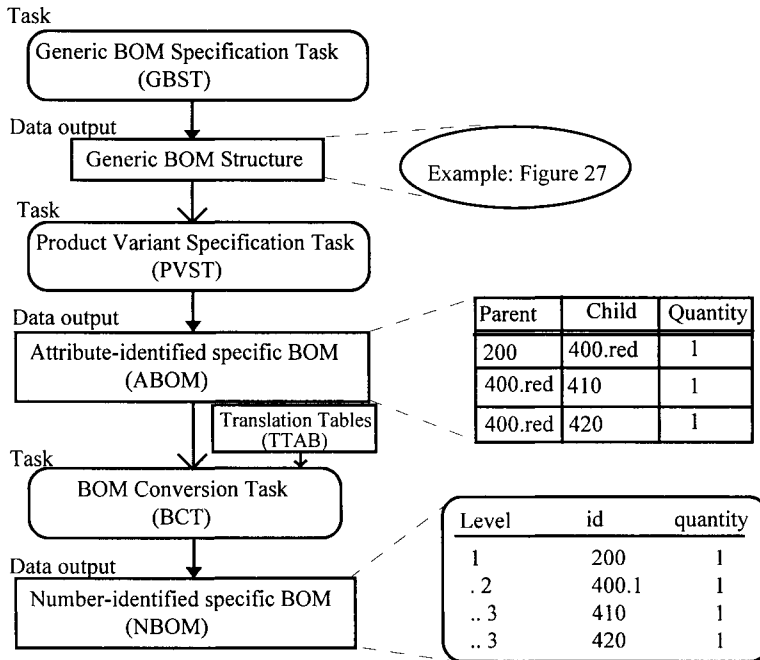 Task
Generic BOM Specification Task
(GBST)
Data output
Generic BOM Structure
Example: Figure 27
Task
Product Variant Specification Task
(PVST)
Data output
Attribute-identified specific BOM
(ABOM)
Parent Child Quantity
200 400.red 1
400.red 410 1
400.red 420 1
Translation Tables
(TTAB)
Task
BOM Conversion Task
(BCT)
Data output
Number-identified specific BOM
(NBOM)
Level id quantity
1 200 1
. 2 400.1 1
.. 3 410 1
.. 3 420 1